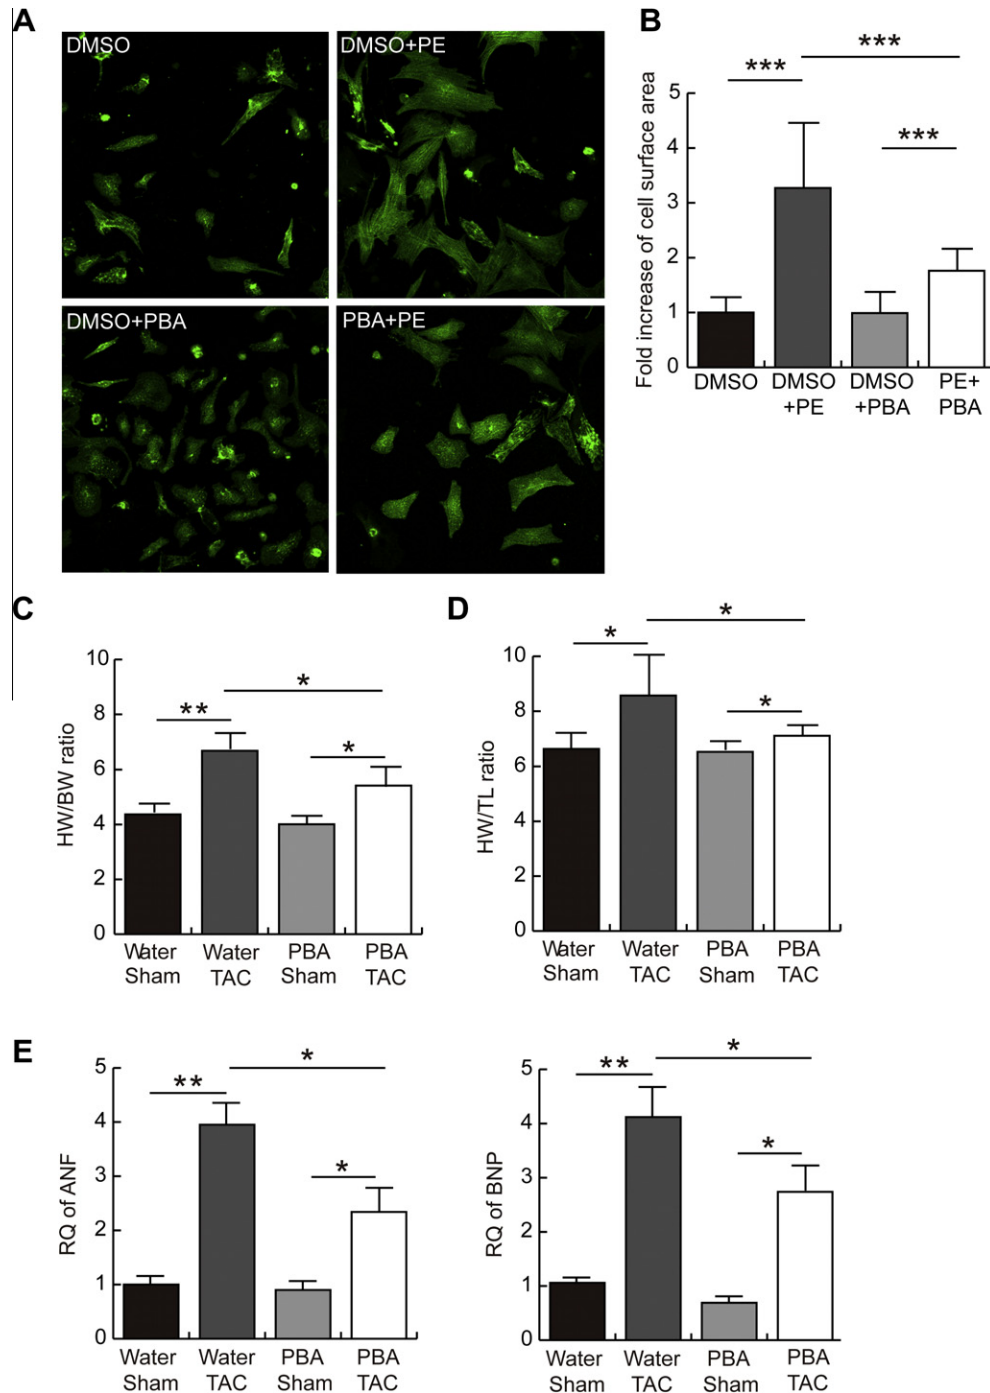 A
DMSO
DMSO+PE
DMSO+PBA
PBA+PE
B
Fold increase of cell surface area
5
4
3
2
1
0
***
***
***
DMSO
DMSO
+PE
DMSO
+PBA
PE+
PBA
C
HW/BW ratio
10
8
6
4
2
0
**
*
*
Water
Sham
Water
TAC
PBA
Sham
PBA
TAC
D
HW/TL ratio
10
8
6
4
2
0
*
*
*
Water
Sham
Water
TAC
PBA
Sham
PBA
TAC
E
RQ of ANF
5
4
3
2
1
0
**
*
*
Water
Sham
Water
TAC
PBA
Sham
PBA
TAC
RQ of BNP
5
4
3
2
1
0
**
*
*
Water
Sham
Water
TAC
PBA
Sham
PBA
TAC